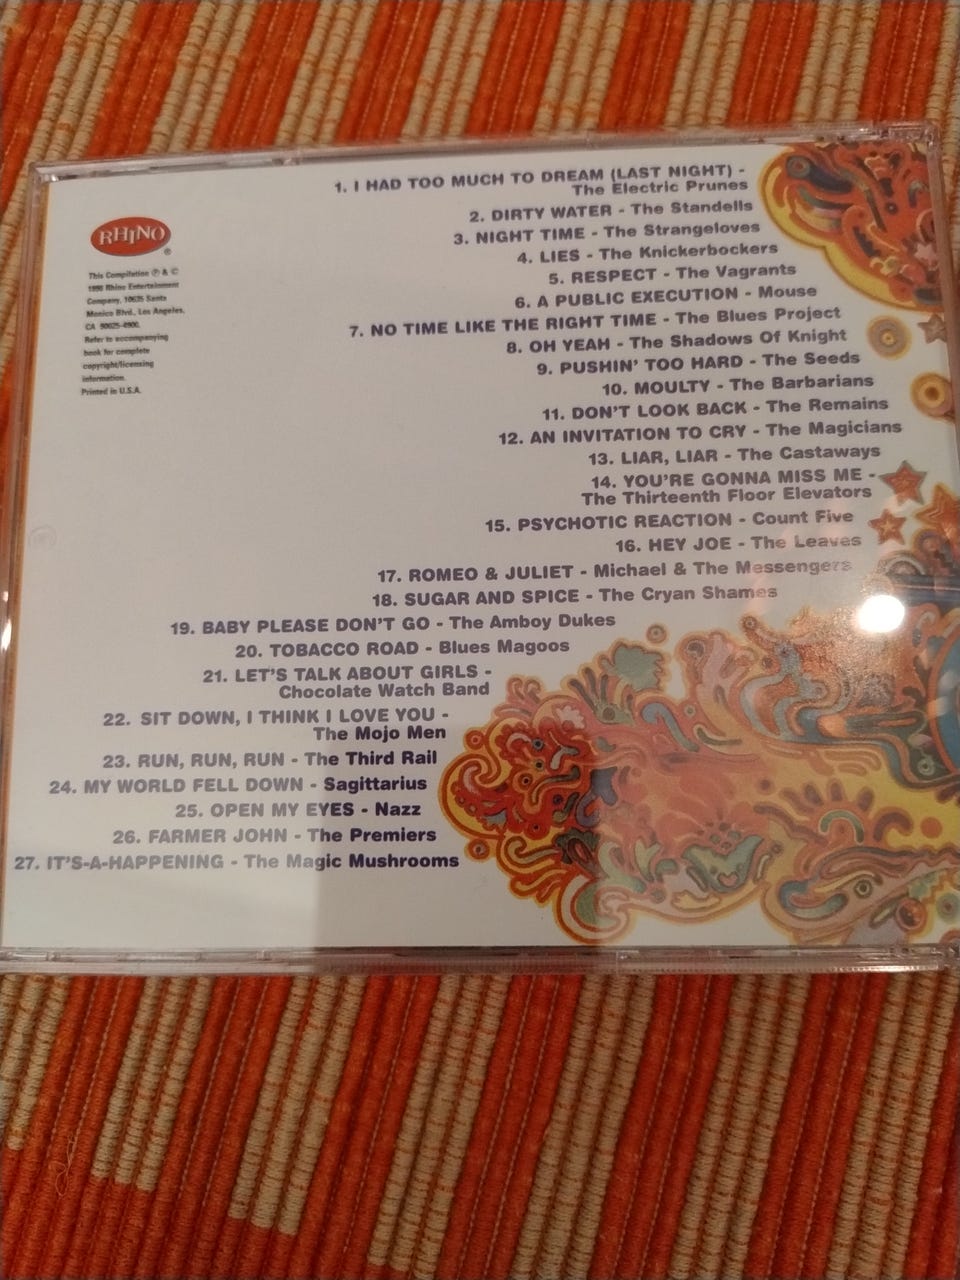 RHINO®
This Compilation ℗ & ©
1998 Rhino Entertainment
Company, 10635 Santa
Monica Blvd., Los Angeles,
CA 90025-4900.
Refer to accompanying
book for complete
copyright/licensing
information.
Printed in U.S.A.
1. I HAD TOO MUCH TO DREAM (LAST NIGHT) -
The Electric Prunes
2. DIRTY WATER - The Standells
3. NIGHT TIME - The Strangeloves
4. LIES - The Knickerbockers
5. RESPECT - The Vagrants
6. A PUBLIC EXECUTION - Mouse
7. NO TIME LIKE THE RIGHT TIME - The Blues Project
8. OH YEAH - The Shadows Of Knight
9. PUSHIN' TOO HARD - The Seeds
10. MOULTY - The Barbarians
11. DON'T LOOK BACK - The Remains
12. AN INVITATION TO CRY - The Magicians
13. LIAR, LIAR - The Castaways
14. YOU'RE GONNA MISS ME -
The Thirteenth Floor Elevators
15. PSYCHOTIC REACTION - Count Five
16. HEY JOE - The Leaves
17. ROMEO & JULIET - Michael & The Messengers
18. SUGAR AND SPICE - The Cryan Shames
19. BABY PLEASE DON'T GO - The Amboy Dukes
20. TOBACCO ROAD - Blues Magoos
21. LET'S TALK ABOUT GIRLS -
Chocolate Watch Band
22. SIT DOWN, I THINK I LOVE YOU -
The Mojo Men
23. RUN, RUN, RUN - The Third Rail
24. MY WORLD FELL DOWN - Sagittarius
25. OPEN MY EYES - Nazz
26. FARMER JOHN - The Premiers
27. IT'S-A-HAPPENING - The Magic Mushrooms